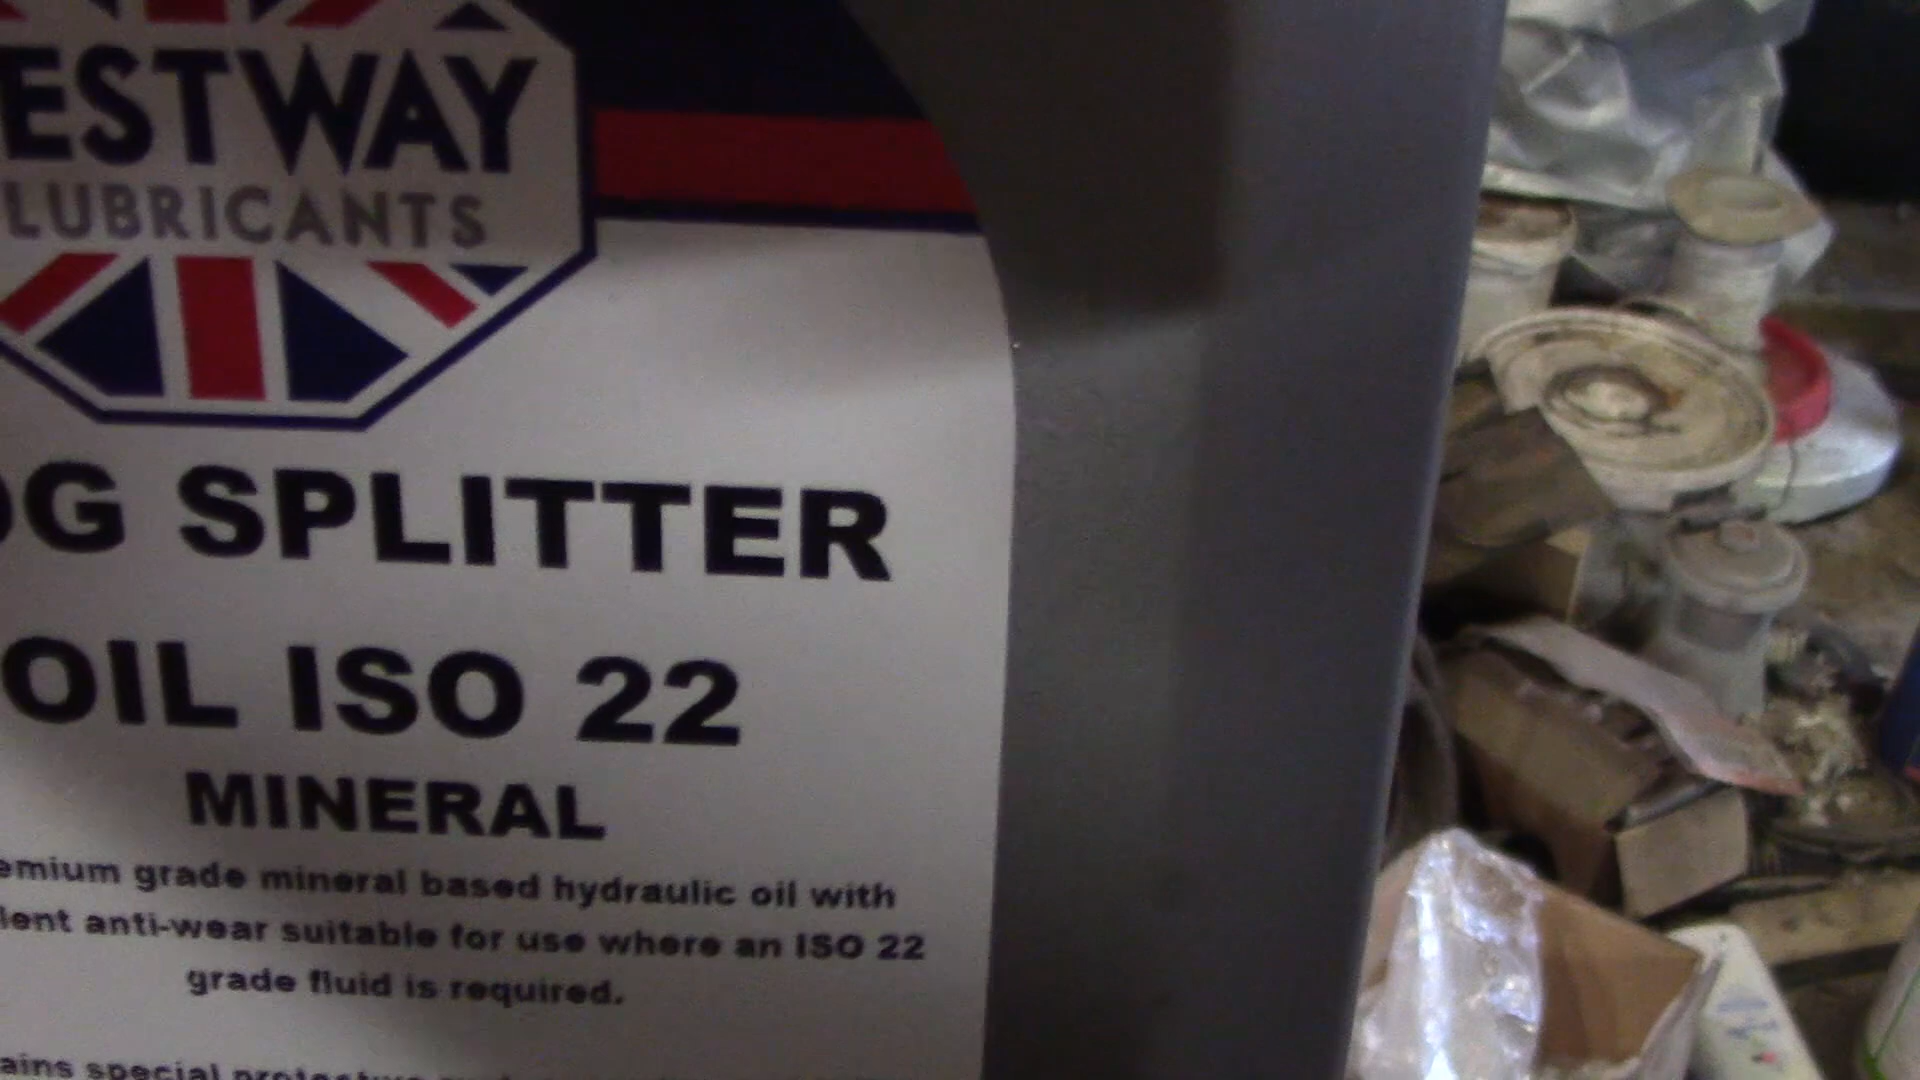 ESTWAY
LUBRICANTS
OG SPLITTER
OIL ISO 22
MINERAL
emium grade mineral based hydraulic oil with
lent anti-wear suitable for use where an ISO 22
grade fluid is required.
ains special